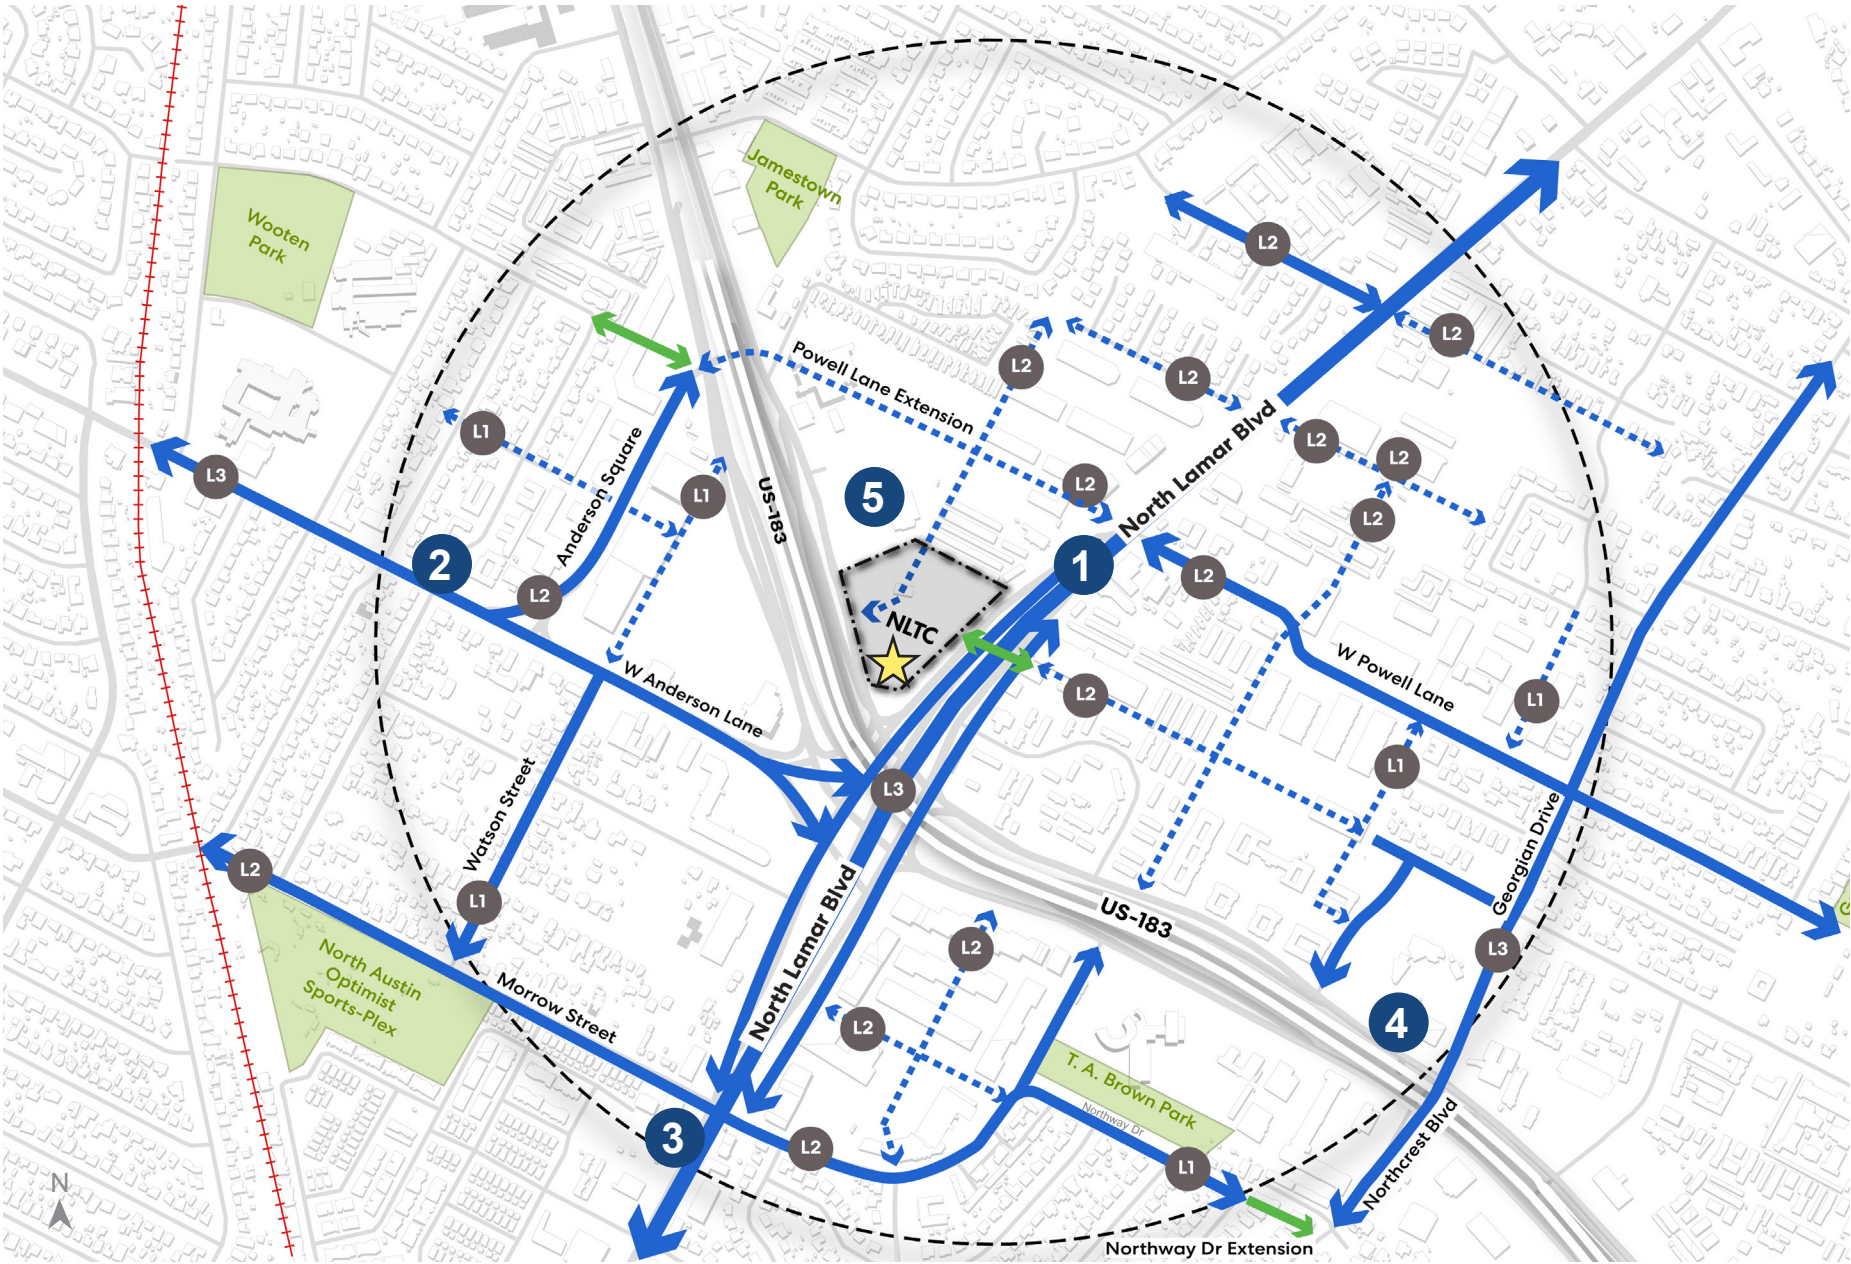 Jamestown
Park
Wooten
Park
L2
L2
L2
L2
Powell Lane Extension
L1
Anderson Square
L3
L1
US-183
5
L2
North Lamar Blvd
L2
L2
L2
2
L2
1
L2
NLTC
W Anderson Lane
L2
W Powell Lane
L1
L1
L3
Watson Street
Georgian Drive
L2
L1
North Lamar Blvd
US-183
L2
L3
North Austin
Optimist
Sports-Plex
Morrow Street
L2
4
T. A. Brown Park
Northway Dr
3
L2
L1
Northcrest Blvd
N
Northway Dr Extension